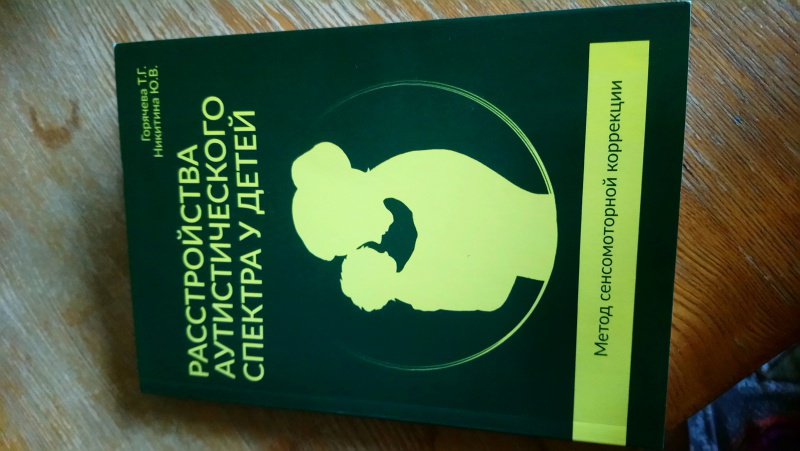 Горячева Т.Г.
Никитина Ю.В.
РАССТРОЙСТВА
АУТИСТИЧЕСКОГО
СПЕКТРА У ДЕТЕЙ
Метод сенсомоторной коррекции